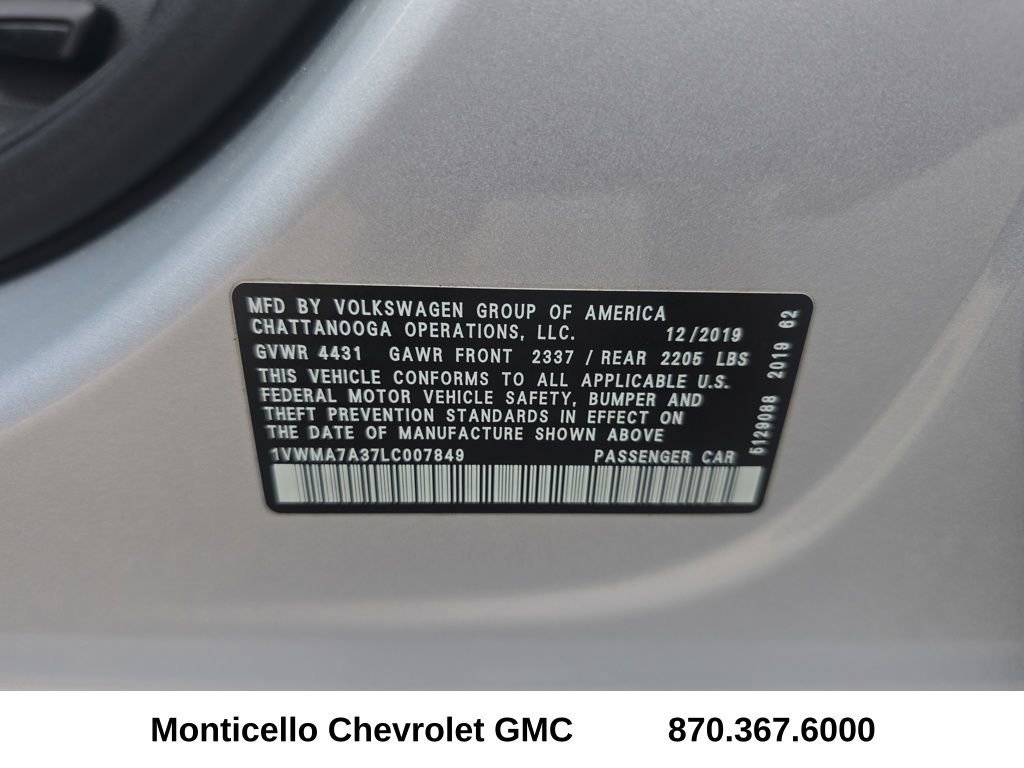 MFD BY VOLKSWAGEN GROUP OF AMERICA
CHATTANOOGA OPERATIONS, LLC. 12/2019
GVWR 4431 GAWR FRONT 2337 / REAR 2205 LBS
THIS VEHICLE CONFORMS TO ALL APPLICABLE U.S.
FEDERAL MOTOR VEHICLE SAFETY, BUMPER AND
THEFT PREVENTION STANDARDS IN EFFECT ON
THE DATE OF MANUFACTURE SHOWN ABOVE
1VWMA7A37LC007849 PASSENGER CAR
5129088 2019 62
Monticello Chevrolet GMC 870.367.6000